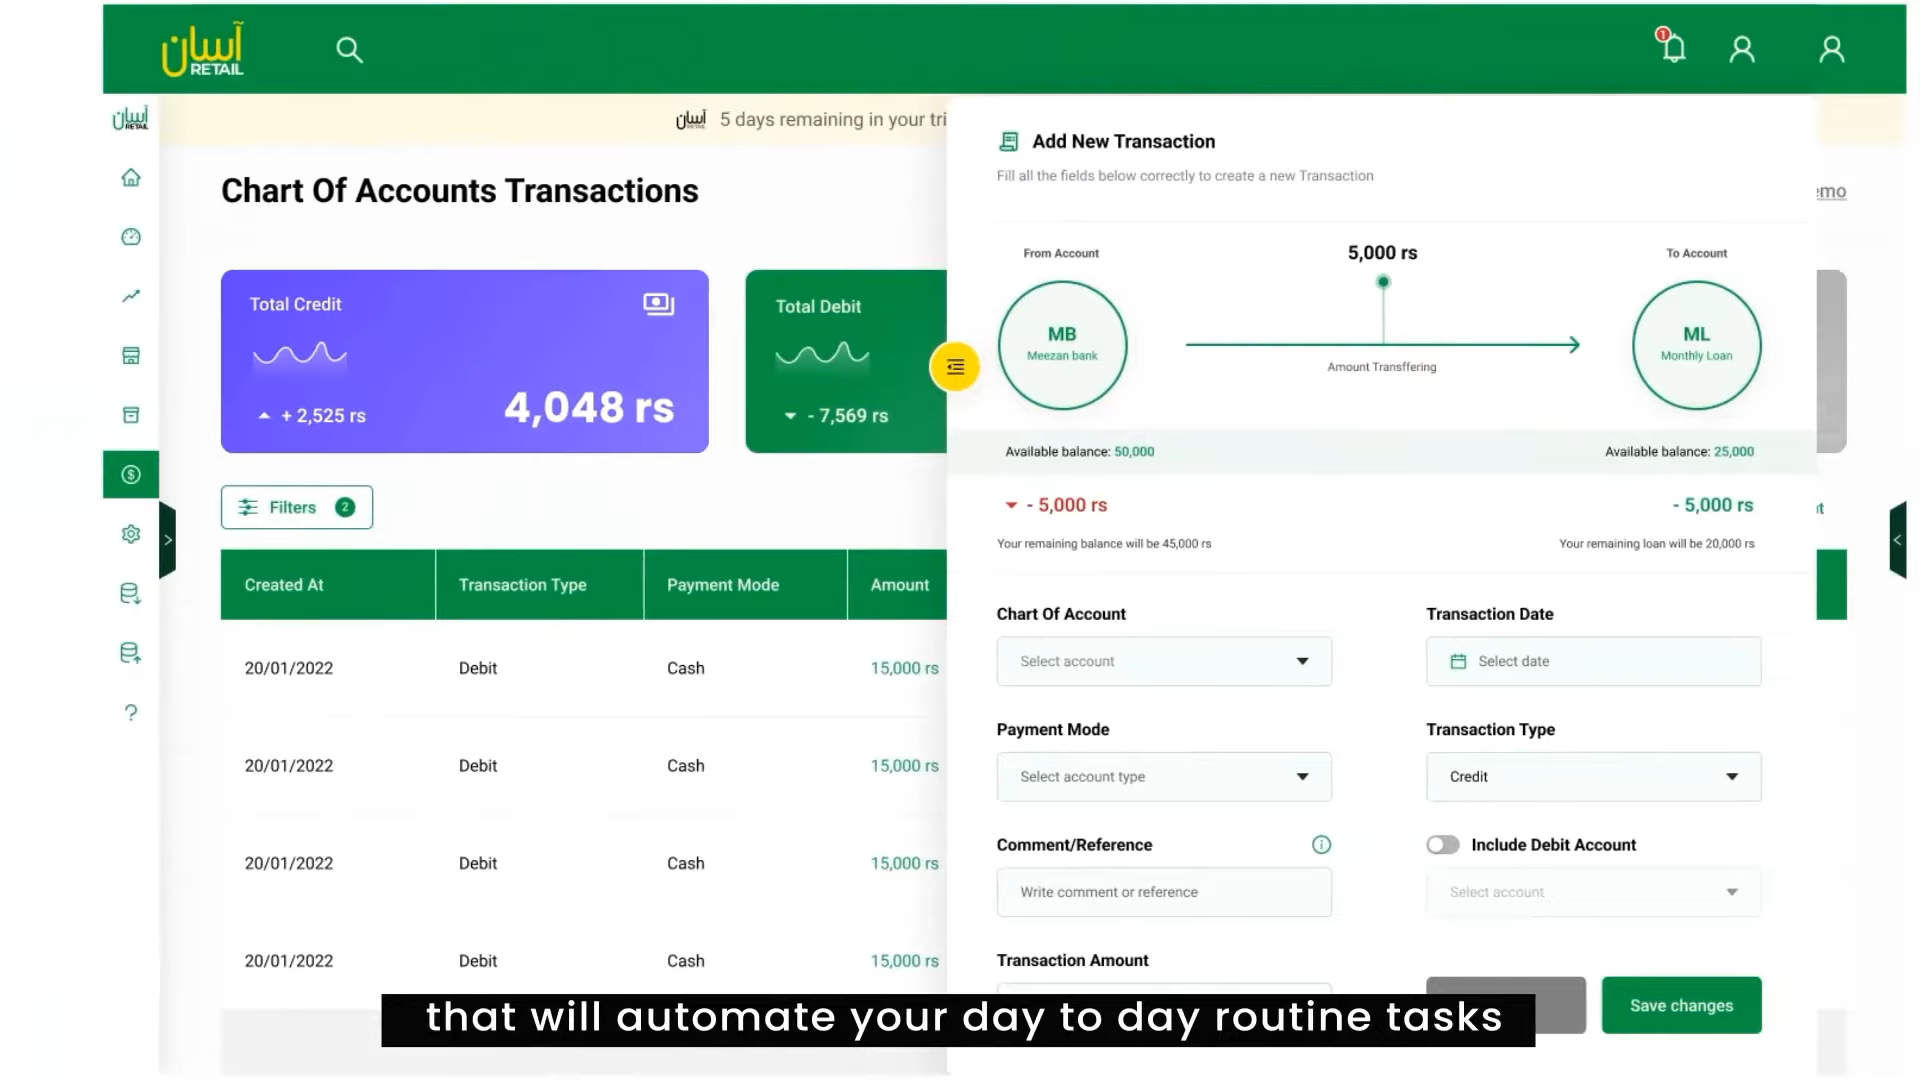 آسان
RETAIL
1
آسان
RETAIL
آسان
5 days remaining in your tri
Chart Of Accounts Transactions
emo
Total Credit
+ 2,525 rs
4,048 rs
Total Debit
- 7,569 rs
Filters 2
Created At Transaction Type Payment Mode Amount
20/01/2022 Debit Cash 15,000 rs
20/01/2022 Debit Cash 15,000 rs
20/01/2022 Debit Cash 15,000 rs
20/01/2022 Debit Cash 15,000 rs
Add New Transaction
Fill all the fields below correctly to create a new Transaction
From Account 5,000 rs To Account
MB
Meezan bank
Amount Transffering
ML
Monthly Loan
Available balance: 50,000 Available balance: 25,000
- 5,000 rs - 5,000 rs
Your remaining balance will be 45,000 rs Your remaining loan will be 20,000 rs
Chart Of Account Transaction Date
Select account Select date
Payment Mode Transaction Type
Select account type Credit
Comment/Reference Include Debit Account
Write comment or reference Select account
Transaction Amount
Save changes
that will automate your day to day routine tasks